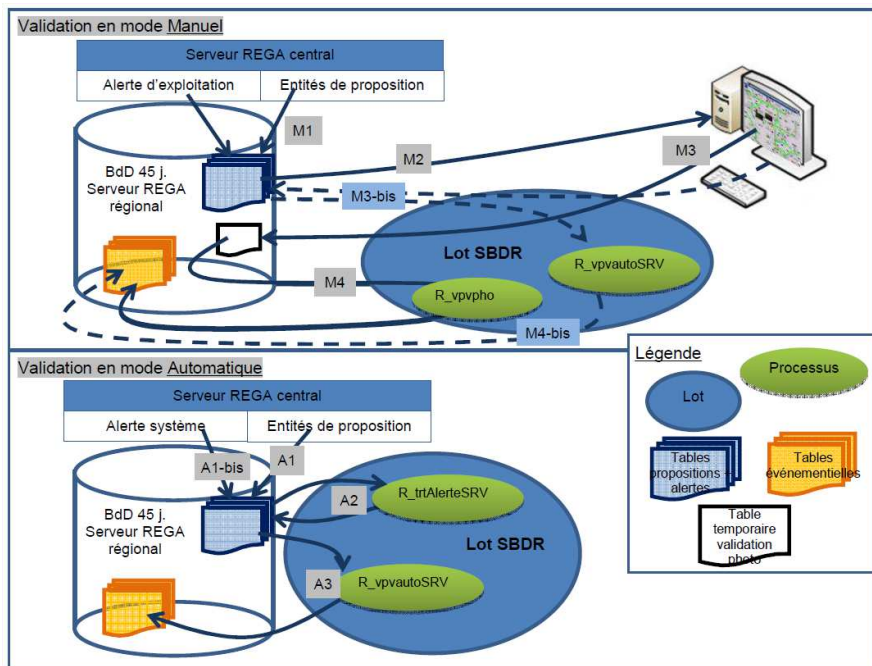 Validation en mode Manuel
Serveur REGA central
Alerte d'exploitation
Entités de proposition
M1
M2
M3
BdD 45 j.
Serveur REGA
régional
M3-bis
Lot SBDR
R_vpvautoSRV
R_vpvpho
M4
M4-bis
Validation en mode Automatique
Serveur REGA central
Alerte système
Entités de proposition
A1-bis
A1
BdD 45 j.
Serveur REGA
régional
A2
R_trtAlerteSRV
Lot SBDR
A3
R_vpvautoSRV
Légende
Processus
Lot
Tables
propositions –
alertes
Tables
événementielles
Table
temporaire
validation
photo